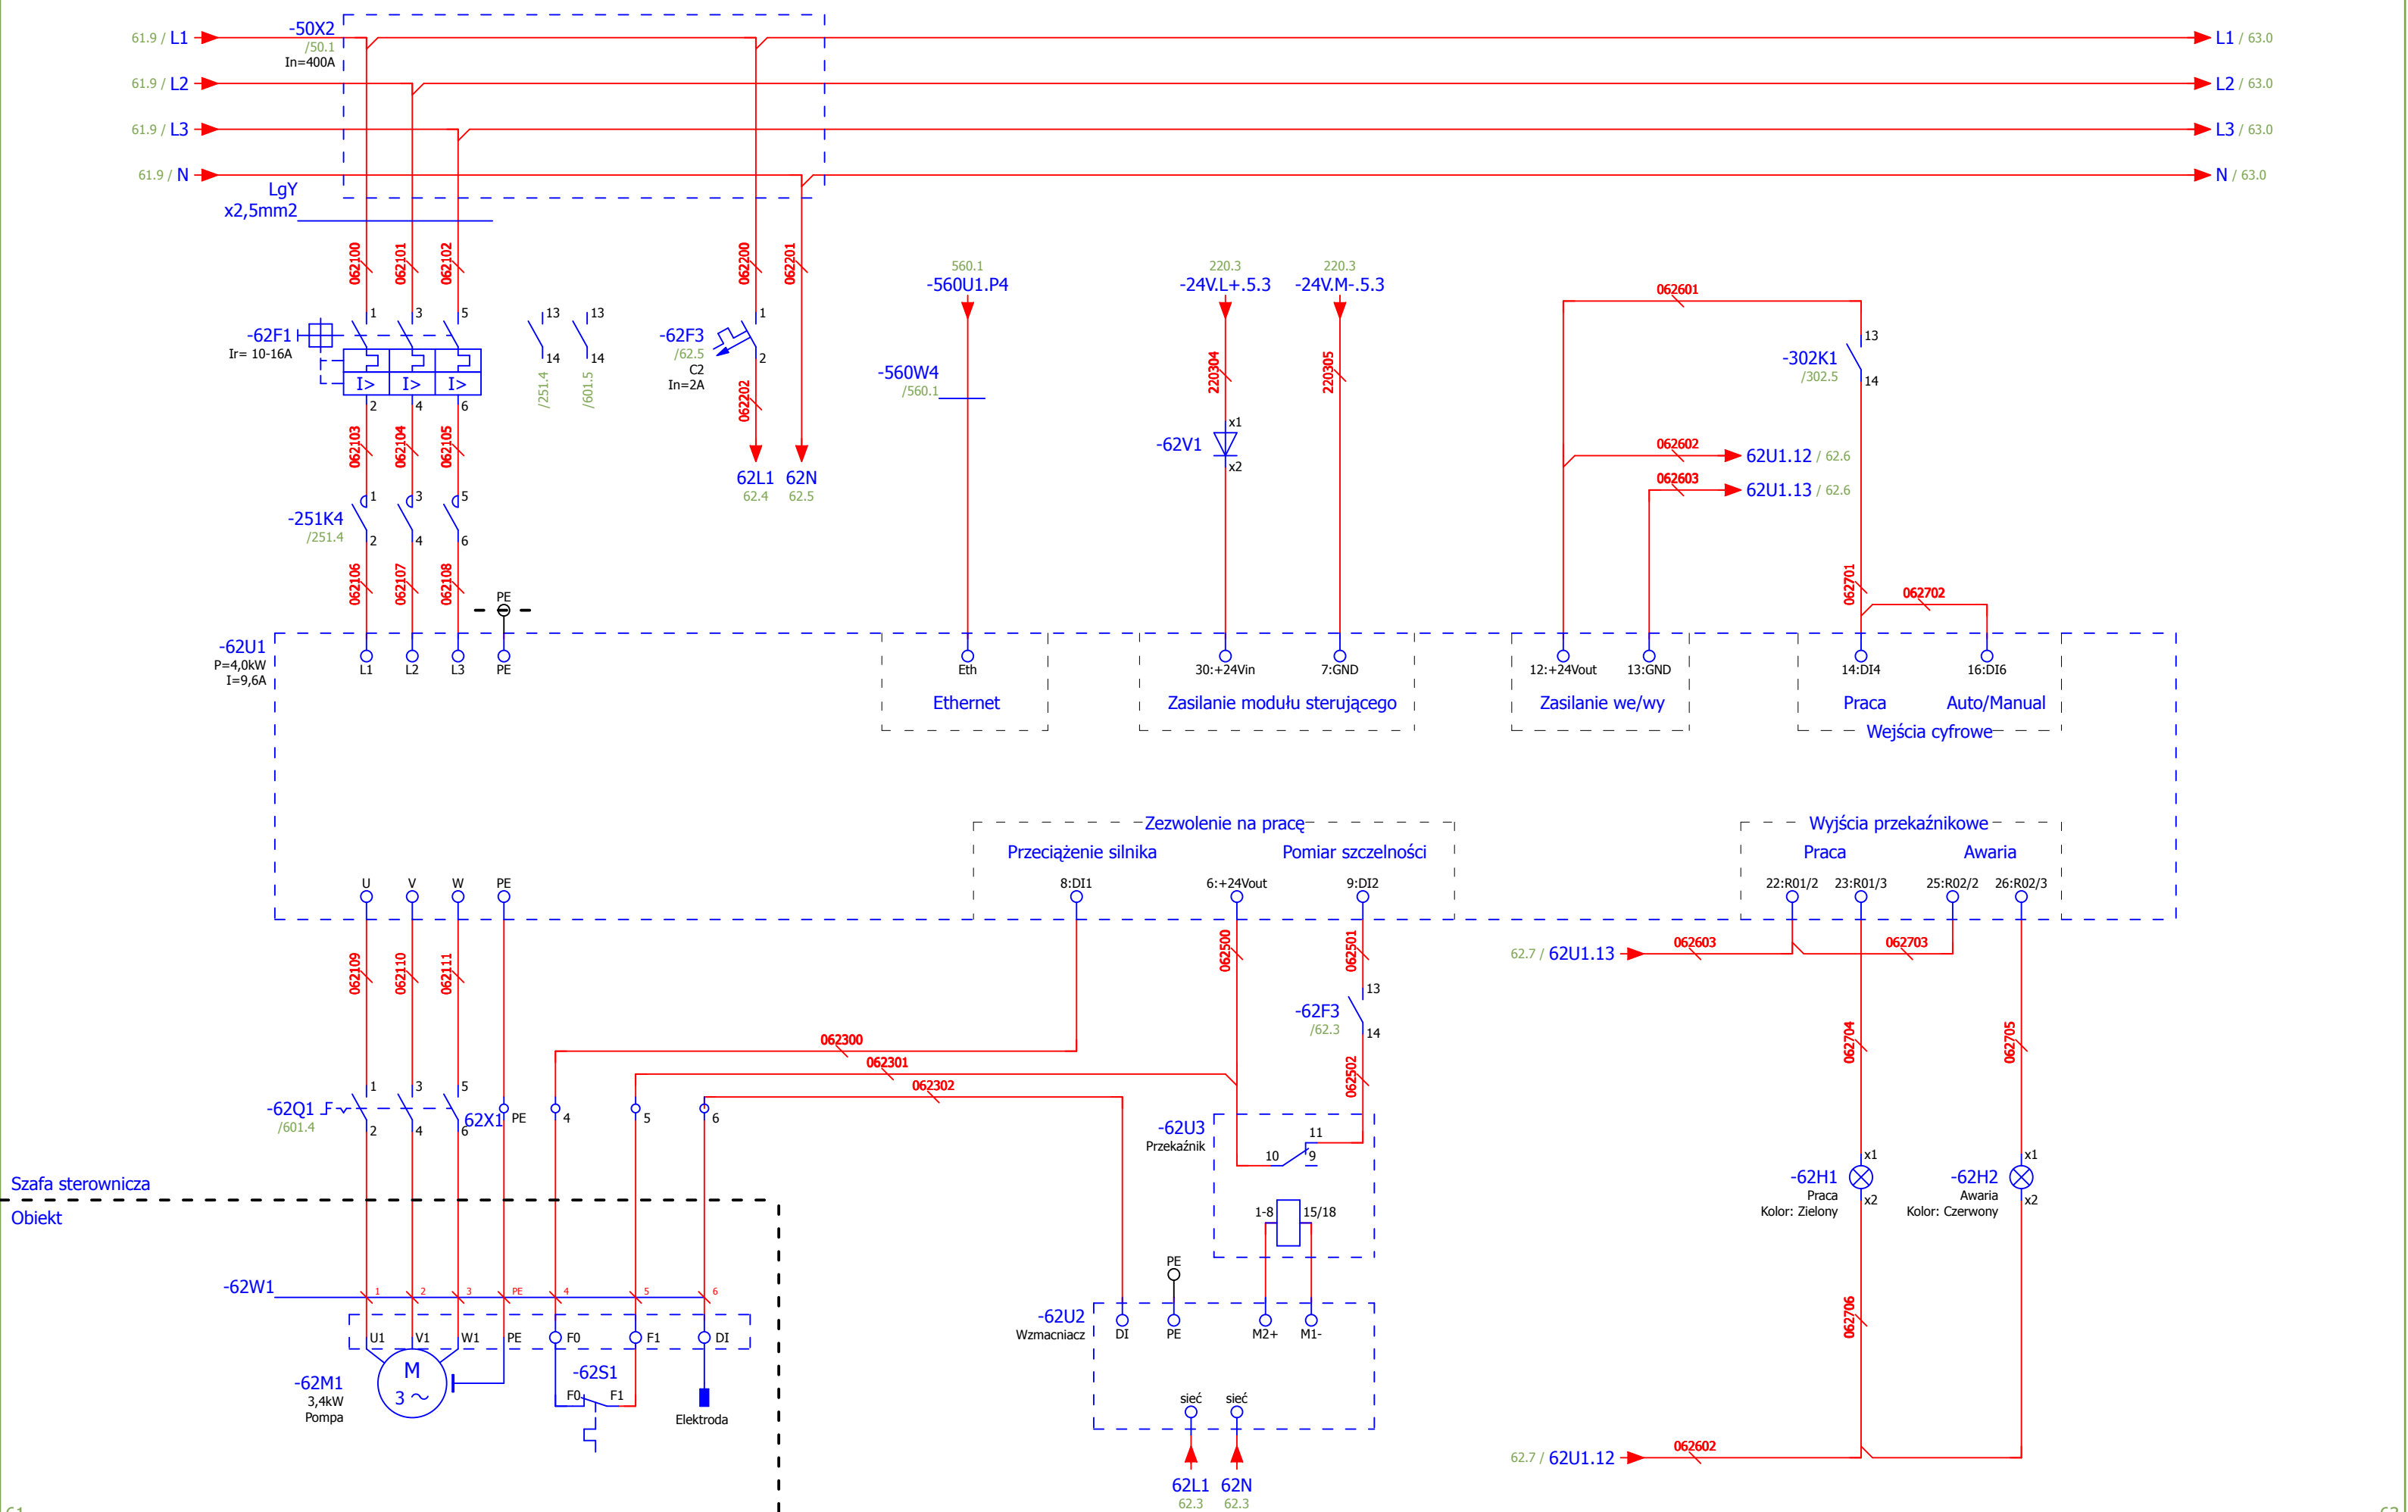 61.9 / L1
-50X2
/50.1
In=400A
L1 / 63.0
61.9 / L2
L2 / 63.0
61.9 / L3
L3 / 63.0
61.9 / N
N / 63.0
LgY
x2,5mm2
062100
062101
062102
062200
062201
560.1
-560U1.P4
220.3
-24V.L+.5.3
220.3
-24V.M-.5.3
062601
-62F1
Ir= 10-16A
1
3
5
I>
I>
I>
2
4
6
13
14
/251.4
13
14
/601.5
-62F3
/62.5
C2
In=2A
1
2
062202
-560W4
/560.1
220304
220305
-302K1
/302.5
13
14
062103
062104
062105
62L1
62.4
62N
62.5
-62V1
x1
x2
062602
62U1.12 / 62.6
062603
62U1.13 / 62.6
-251K4
/251.4
1
3
5
2
4
6
062106
062107
062108
PE
062701
062702
-62U1
P=4,0kW
I=9,6A
L1
L2
L3
PE
Eth
30:+24Vin
7:GND
12:+24Vout
13:GND
14:DI4
16:DI6
Ethernet
Zasilanie modułu sterującego
Zasilanie we/wy
Praca
Auto/Manual
Wejścia cyfrowe
Zezwolenie na pracę
Wyjścia przekaźnikowe
Przeciążenie silnika
Pomiar szczelności
Praca
Awaria
U
V
W
PE
8:DI1
6:+24Vout
9:DI2
22:R01/2
23:R01/3
25:R02/2
26:R02/3
062109
062110
062111
062500
062501
62.7 / 62U1.13
062603
062703
-62F3
/62.3
13
14
062300
062301
062302
062502
062704
062705
-62Q1
/601.4
1
3
5
2
4
6
62X1
PE
4
5
6
-62U3
Przekaźnik
11
10
9
1-8
15/18
-62H1
Praca
Kolor: Zielony
x1
x2
-62H2
Awaria
Kolor: Czerwony
x1
x2
Szafa sterownicza
Obiekt
-62W1
1
2
3
PE
4
5
6
PE
062706
-62U2
Wzmacniacz
DI
PE
M2+
M1-
U1
V1
W1
PE
F0
F1
DI
-62M1
3,4kW
Pompa
M
3
-62S1
F0
F1
Elektroda
sieć
sieć
62L1
62.3
62N
62.3
62.7 / 62U1.12
062602